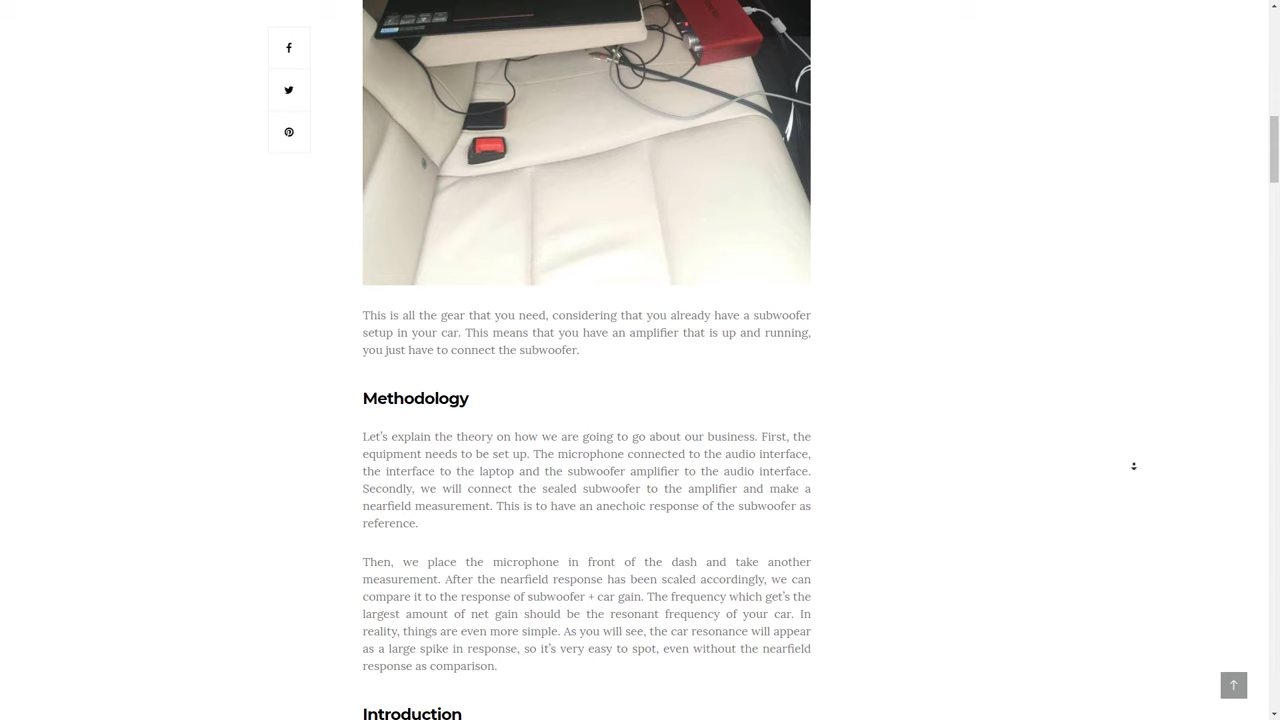 This is all the gear that you need, considering that you already have a subwoofer
setup in your car. This means that you have an amplifier that is up and running,
you just have to connect the subwoofer.
Methodology
Let's explain the theory on how we are going to go about our business. First, the
equipment needs to be set up. The microphone connected to the audio interface,
the interface to the laptop and the subwoofer amplifier to the audio interface.
Secondly, we will connect the sealed subwoofer to the amplifier and make a
nearfield measurement. This is to have an anechoic response of the subwoofer as
reference.
Then, we place the microphone in front of the dash and take another
measurement. After the nearfield response has been scaled accordingly, we can
compare it to the response of subwoofer + car gain. The frequency which get's the
largest amount of net gain should be the resonant frequency of your car. In
reality, things are even more simple. As you will see, the car resonance will appear
as a large spike in response, so it's very easy to spot, even without the nearfield
response as comparison.
Introduction